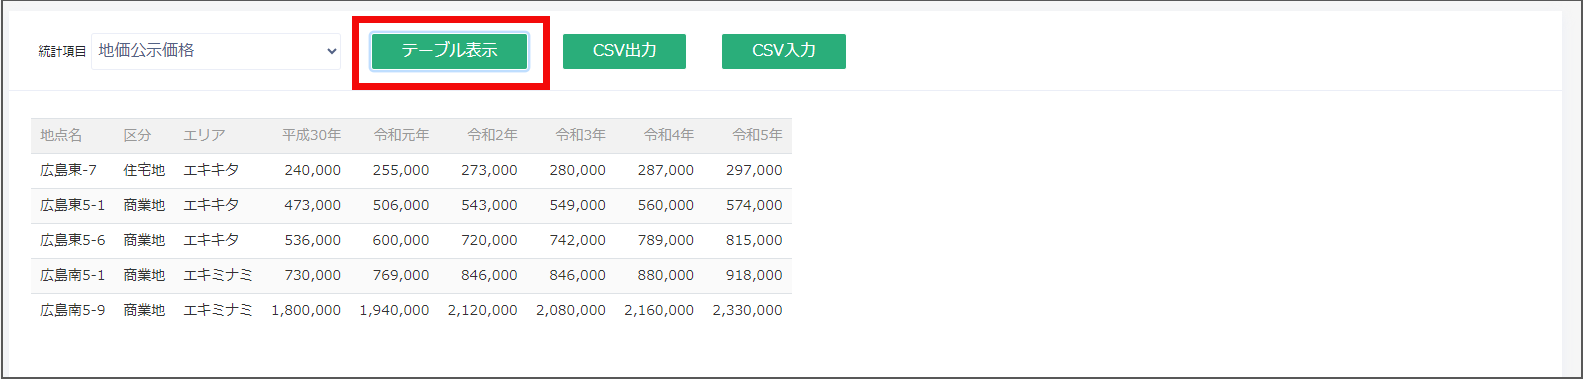 統計項目 地価公示価格 テーブル表示 CSV出力 CSV入力
地点名 区分 エリア 平成30年 令和元年 令和2年 令和3年 令和4年 令和5年
広島東-7 住宅地 エキキタ 240,000 255,000 273,000 280,000 287,000 297,000
広島東5-1 商業地 エキキタ 473,000 506,000 543,000 549,000 560,000 574,000
広島東5-6 商業地 エキキタ 536,000 600,000 720,000 742,000 789,000 815,000
広島南5-1 商業地 エキミナミ 730,000 769,000 846,000 846,000 880,000 918,000
広島南5-9 商業地 エキミナミ 1,800,000 1,940,000 2,120,000 2,080,000 2,160,000 2,330,000